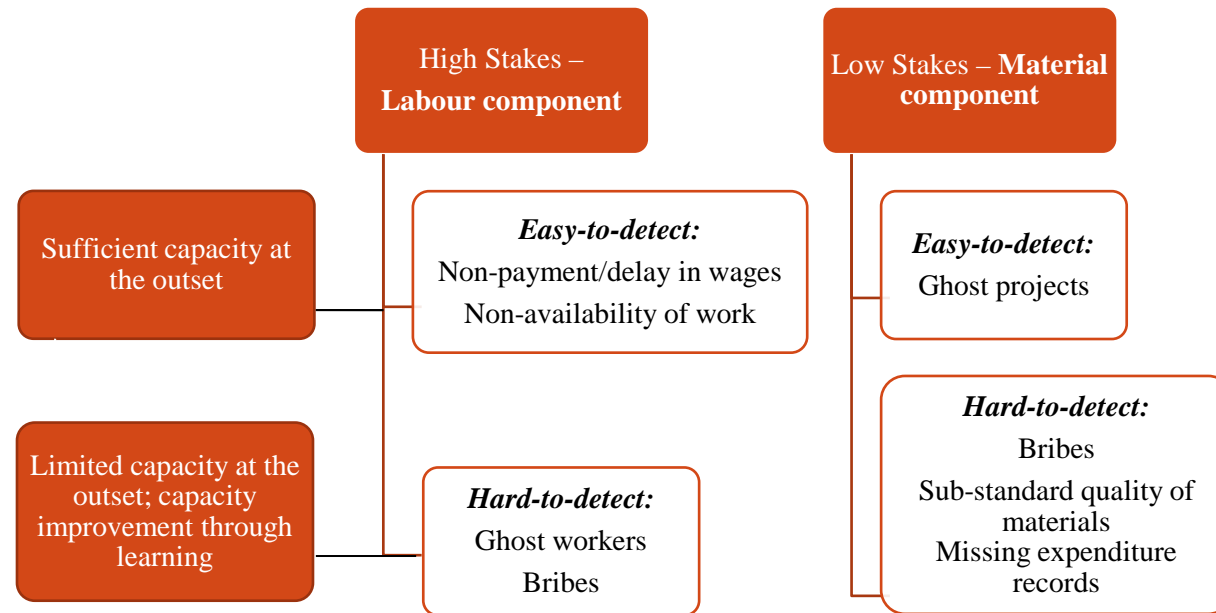 High Stakes –
Labour component
Low Stakes – Material
component
Sufficient capacity at
the outset
Easy-to-detect:
Non-payment/delay in wages
Non-availability of work
Easy-to-detect:
Ghost projects
Limited capacity at the
outset; capacity
improvement through
learning
Hard-to-detect:
Ghost workers
Bribes
Hard-to-detect:
Bribes
Sub-standard quality of
materials
Missing expenditure
records